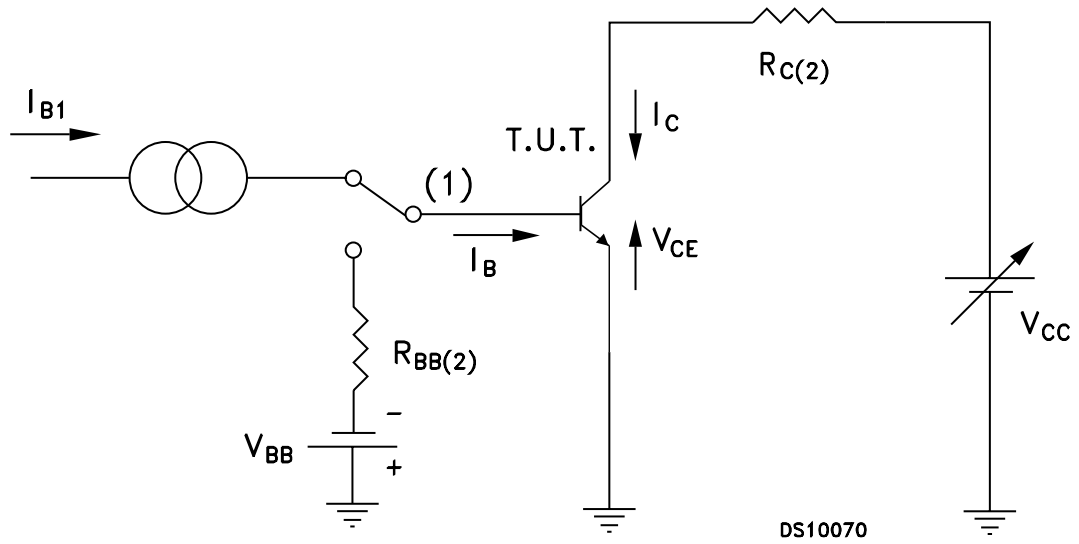 I_B1
T.U.T.
(1)
I_B
I_C
V_CE
R_C(2)
V_CC
R_BB(2)
V_BB
-
+
DS10070